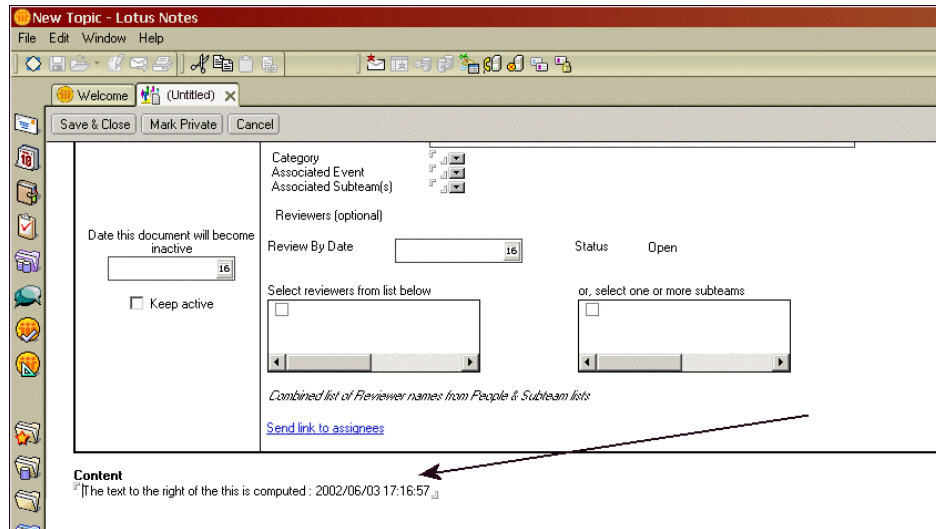 New Topic - Lotus Notes
File Edit Window Help
Welcome (Untitled)
Save & Close Mark Private Cancel
Category
Associated Event
Associated Subteam(s)
Reviewers (optional)
Date this document will become
inactive
16
Keep active
Review By Date 16 Status Open
Select reviewers from list below or, select one or more subteams
Combined list of Reviewer names from People & Subteam lists
Send link to assignees
Content
The text to the right of the this is computed : 2002/06/03 17:16:57